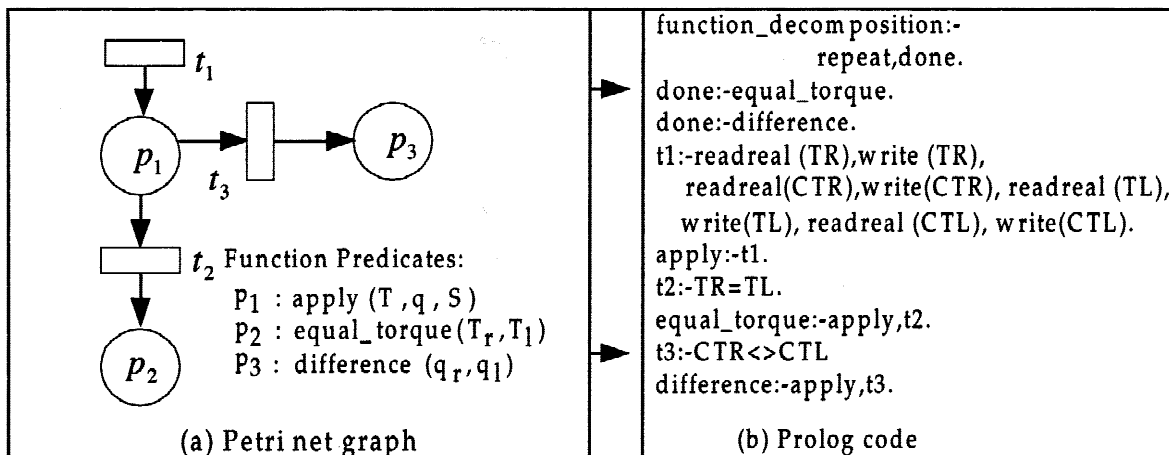 t1
p1
t3
p3
t2 Function Predicates:
P1 : apply (T , q , S )
P2 : equal_torque(Tr,Tl)
P3 : difference (qr,ql)
p2
(a) Petri net graph
function_decomposition:-
repeat,done.
done:-equal_torque.
done:-difference.
t1:-readreal (TR),write (TR),
readreal(CTR),write(CTR), readreal (TL),
write(TL), readreal (CTL), write(CTL).
apply:-t1.
t2:-TR=TL.
equal_torque:-apply,t2.
t3:-CTR<>CTL
difference:-apply,t3.
(b) Prolog code